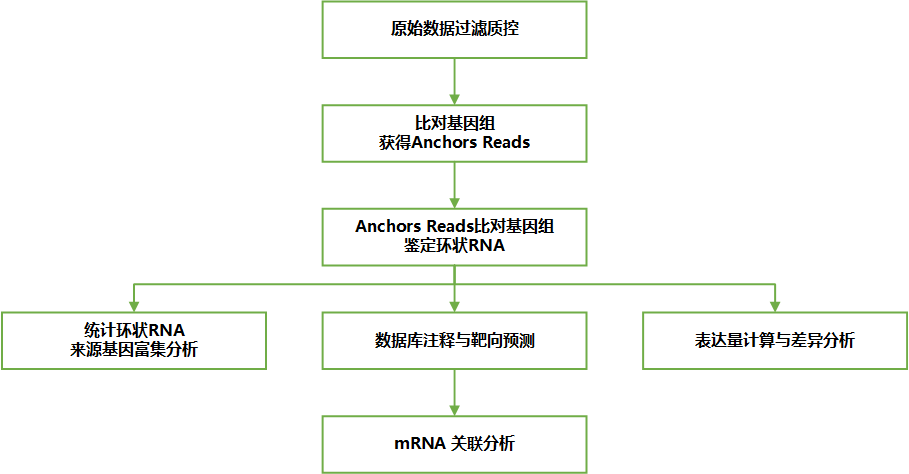 原始数据过滤质控
比对基因组
获得Anchors Reads
Anchors Reads比对基因组
鉴定环状RNA
统计环状RNA
来源基因富集分析
数据库注释与靶向预测
表达量计算与差异分析
mRNA 关联分析